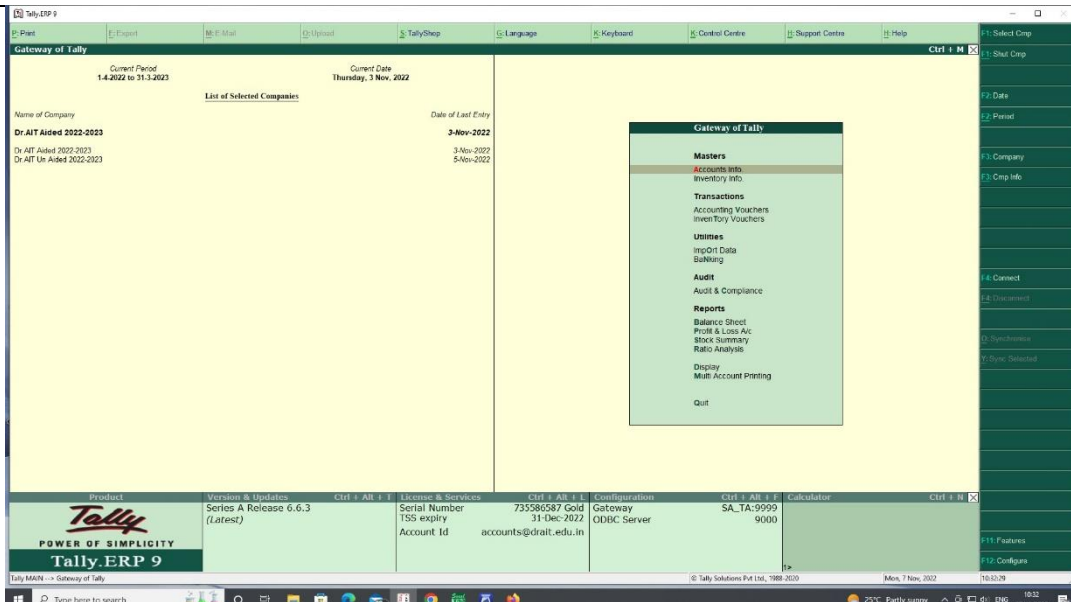 Tally.ERP 9
P: Print E: Export M: E-Mail O: Upload S: TallyShop G: Language K: Keyboard K: Control Centre H: Support Centre H: Help
F1: Select Cmp
Gateway of Tally Ctrl + M
F1: Shut Cmp
Current Period Current Date
1-4-2022 to 31-3-2023 Thursday, 3 Nov, 2022
List of Selected Companies
F2: Date
Name of Company Date of Last Entry
F2: Period
Dr.AIT Aided 2022-2023 3-Nov-2022
Dr.AIT Aided 2022-2023 3-Nov-2022
Dr.AIT Un Aided 2022-2023 5-Nov-2022
Gateway of Tally
Masters
Accounts Info.
Inventory Info.
Transactions
Accounting Vouchers
InvenTory Vouchers
Utilities
ImpOrt Data
BaNking
Audit
Audit & Compliance
Reports
Balance Sheet
Profit & Loss A/c
Stock Summary
Ratio Analysis
Display
Multi Account Printing
Quit
F3: Company
F3: Cmp Info
F4: Connect
F4: Disconnect
O: Synchronise
Y: Sync Selected
F11: Features
F12: Configure
Product
Tally
POWER OF SIMPLICITY
Tally.ERP 9
Version & Updates Ctrl + Alt + T
Series A Release 6.6.3
(Latest)
License & Services Ctrl + Alt + L
Serial Number 735586587 Gold
TSS expiry 31-Dec-2022
Account Id accounts@drait.edu.in
Configuration Ctrl + Alt + F
Gateway SA_TA:9999
ODBC Server 9000
Calculator Ctrl + N
1>
Tally MAIN --> Gateway of Tally © Tally Solutions Pvt Ltd., 1988-2020 Mon, 7 Nov, 2022 10:32:29
Type here to search 25°C Partly sunny ENG 10:32